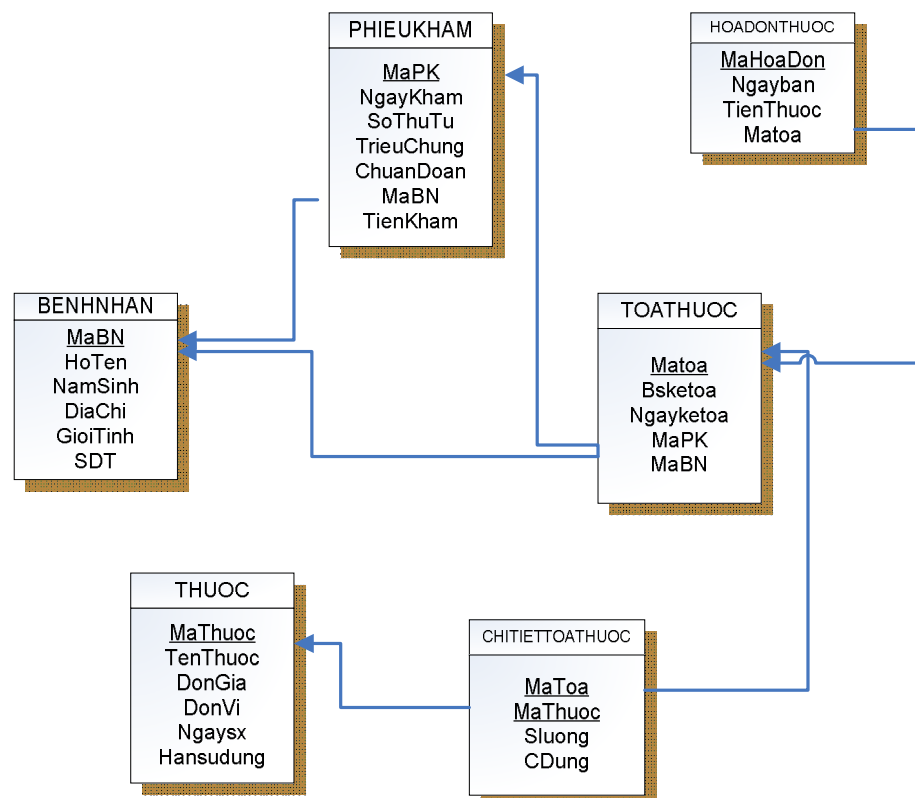 PHIEUKHAM
MaPK
NgayKham
SoThuTu
TrieuChung
ChuanDoan
MaBN
TienKham
HOADONTHUOC
MaHoaDon
Ngayban
TienThuoc
Matoa
BENHNHAN
MaBN
HoTen
NamSinh
DiaChi
GioiTinh
SDT
TOATHUOC
Matoa
Bsketoa
Ngayketoa
MaPK
MaBN
THUOC
MaThuoc
TenThuoc
DonGia
DonVi
Ngaysx
Hansudung
CHITIETTOATHUOC
MaToa
MaThuoc
Sluong
CDung